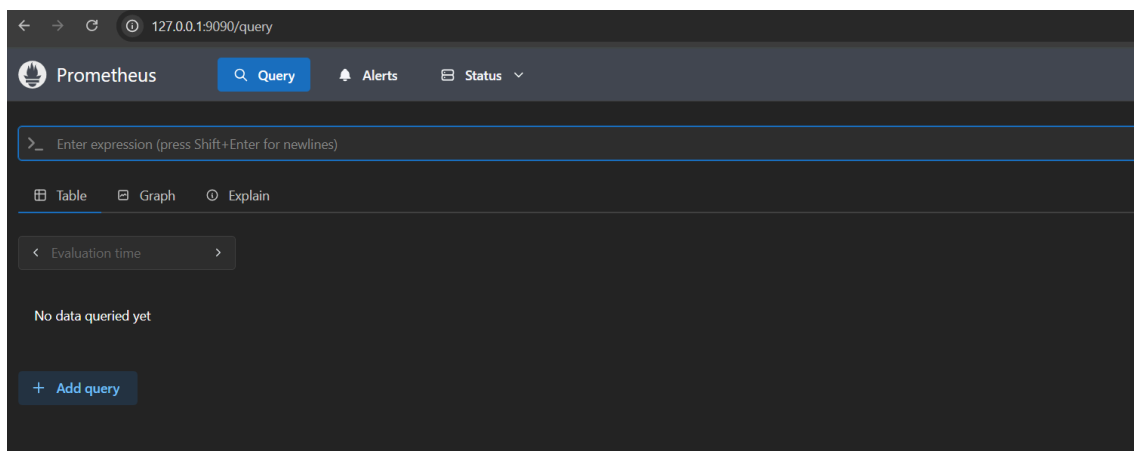 127.0.0.1:9090/query
Prometheus Query Alerts Status
Enter expression (press Shift+Enter for newlines)
Table Graph Explain
Evaluation time
No data queried yet
+ Add query